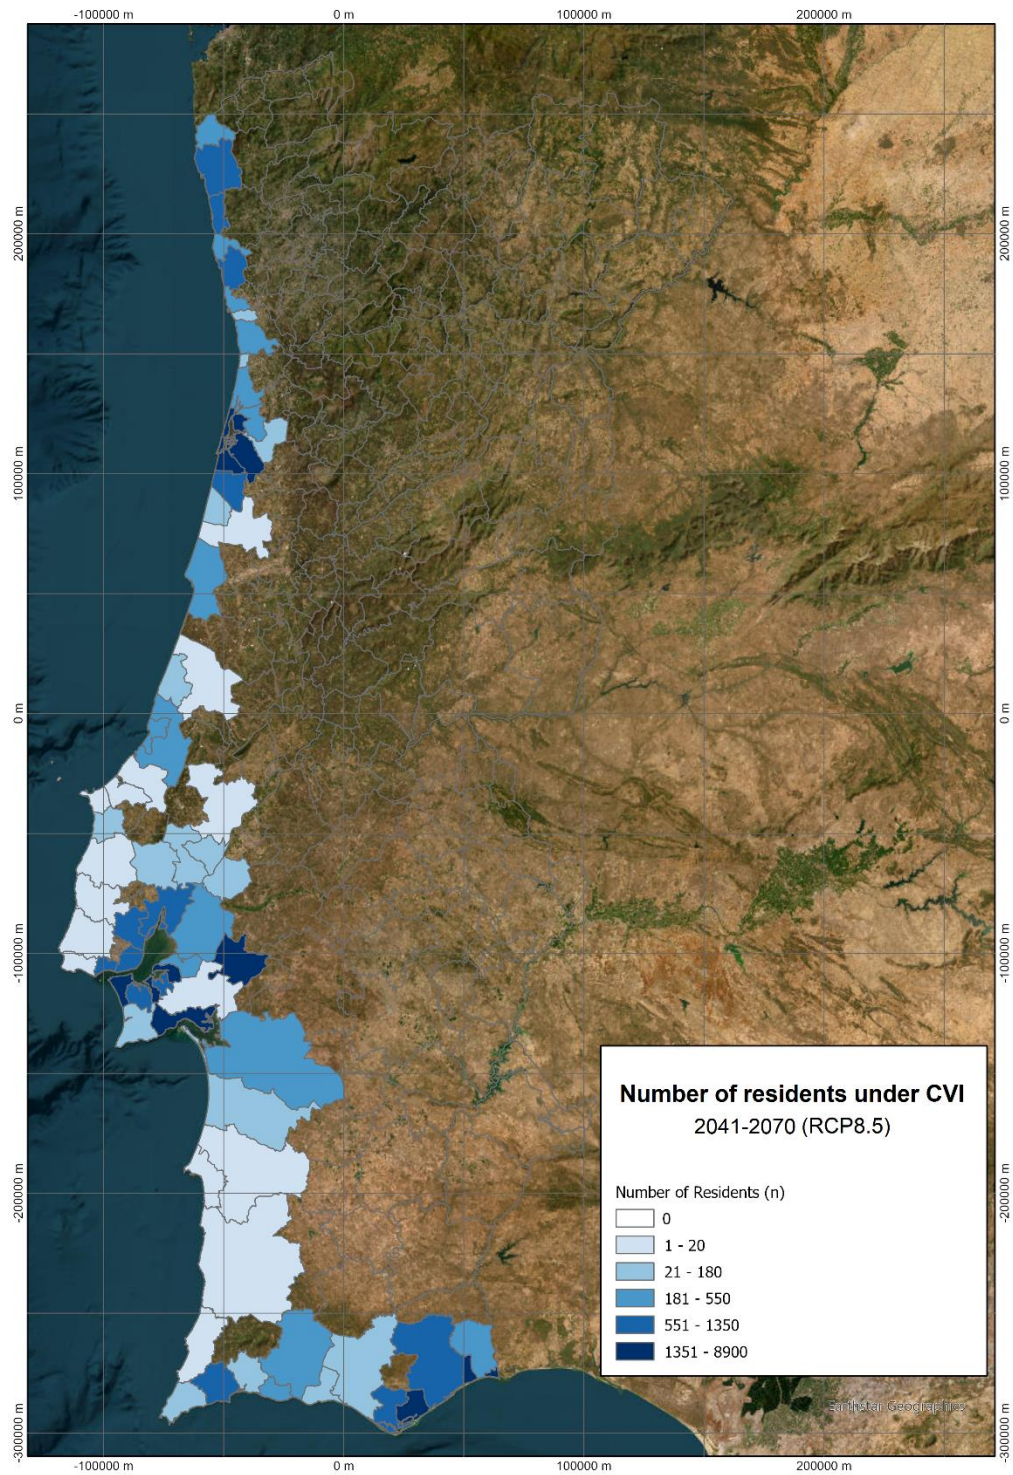 -100000 m
0 m
100000 m
200000 m
200000 m
200000 m
100000 m
100000 m
0 m
0 m
-100000 m
-100000 m
-200000 m
-200000 m
-300000 m
-300000 m
Number of residents under CVI
2041-2070 (RCP8.5)
Number of Residents (n)
0
1 - 20
21 - 180
181 - 550
551 - 1350
1351 - 8900
Earthstar Geographics
-100000 m
0 m
100000 m
200000 m